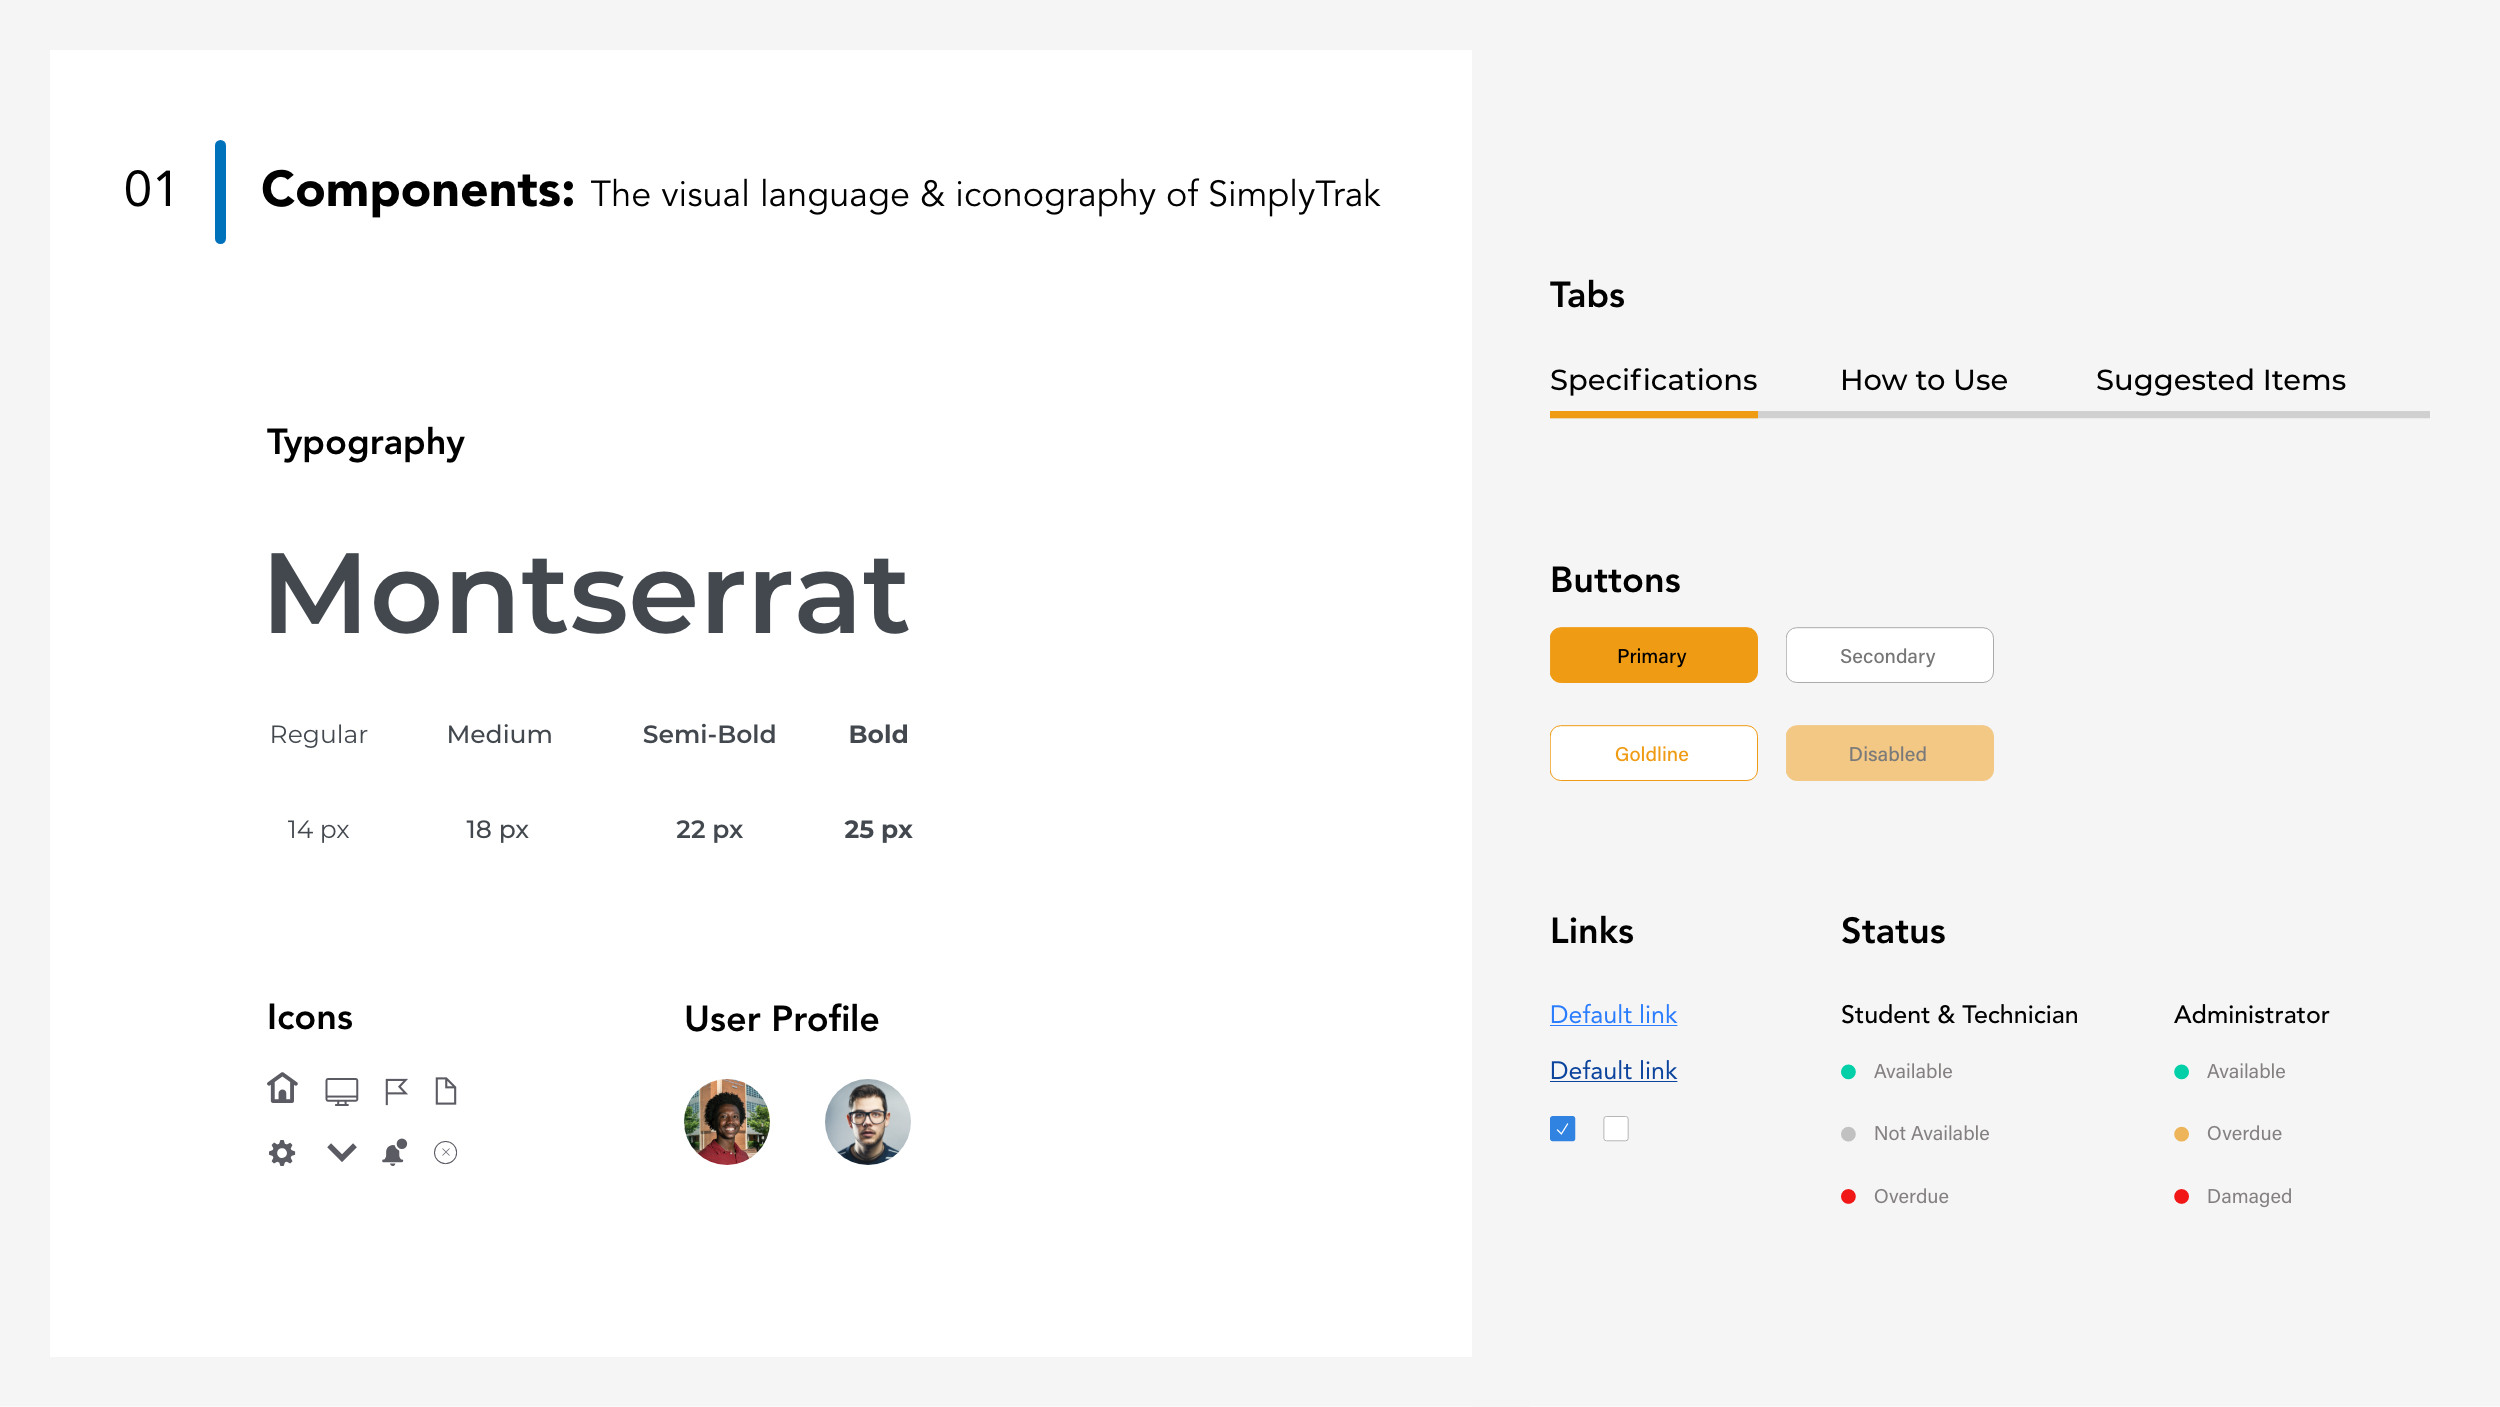 01
Components: The visual language & iconography of SimplyTrak
Typography
Montserrat
Regular Medium Semi-Bold Bold
14 px 18 px 22 px 25 px
Icons
User Profile
Tabs
Specifications How to Use Suggested Items
Buttons
Primary Secondary
Goldline Disabled
Links
Default link
Default link
Status
Student & Technician
Available
Not Available
Overdue
Administrator
Available
Overdue
Damaged